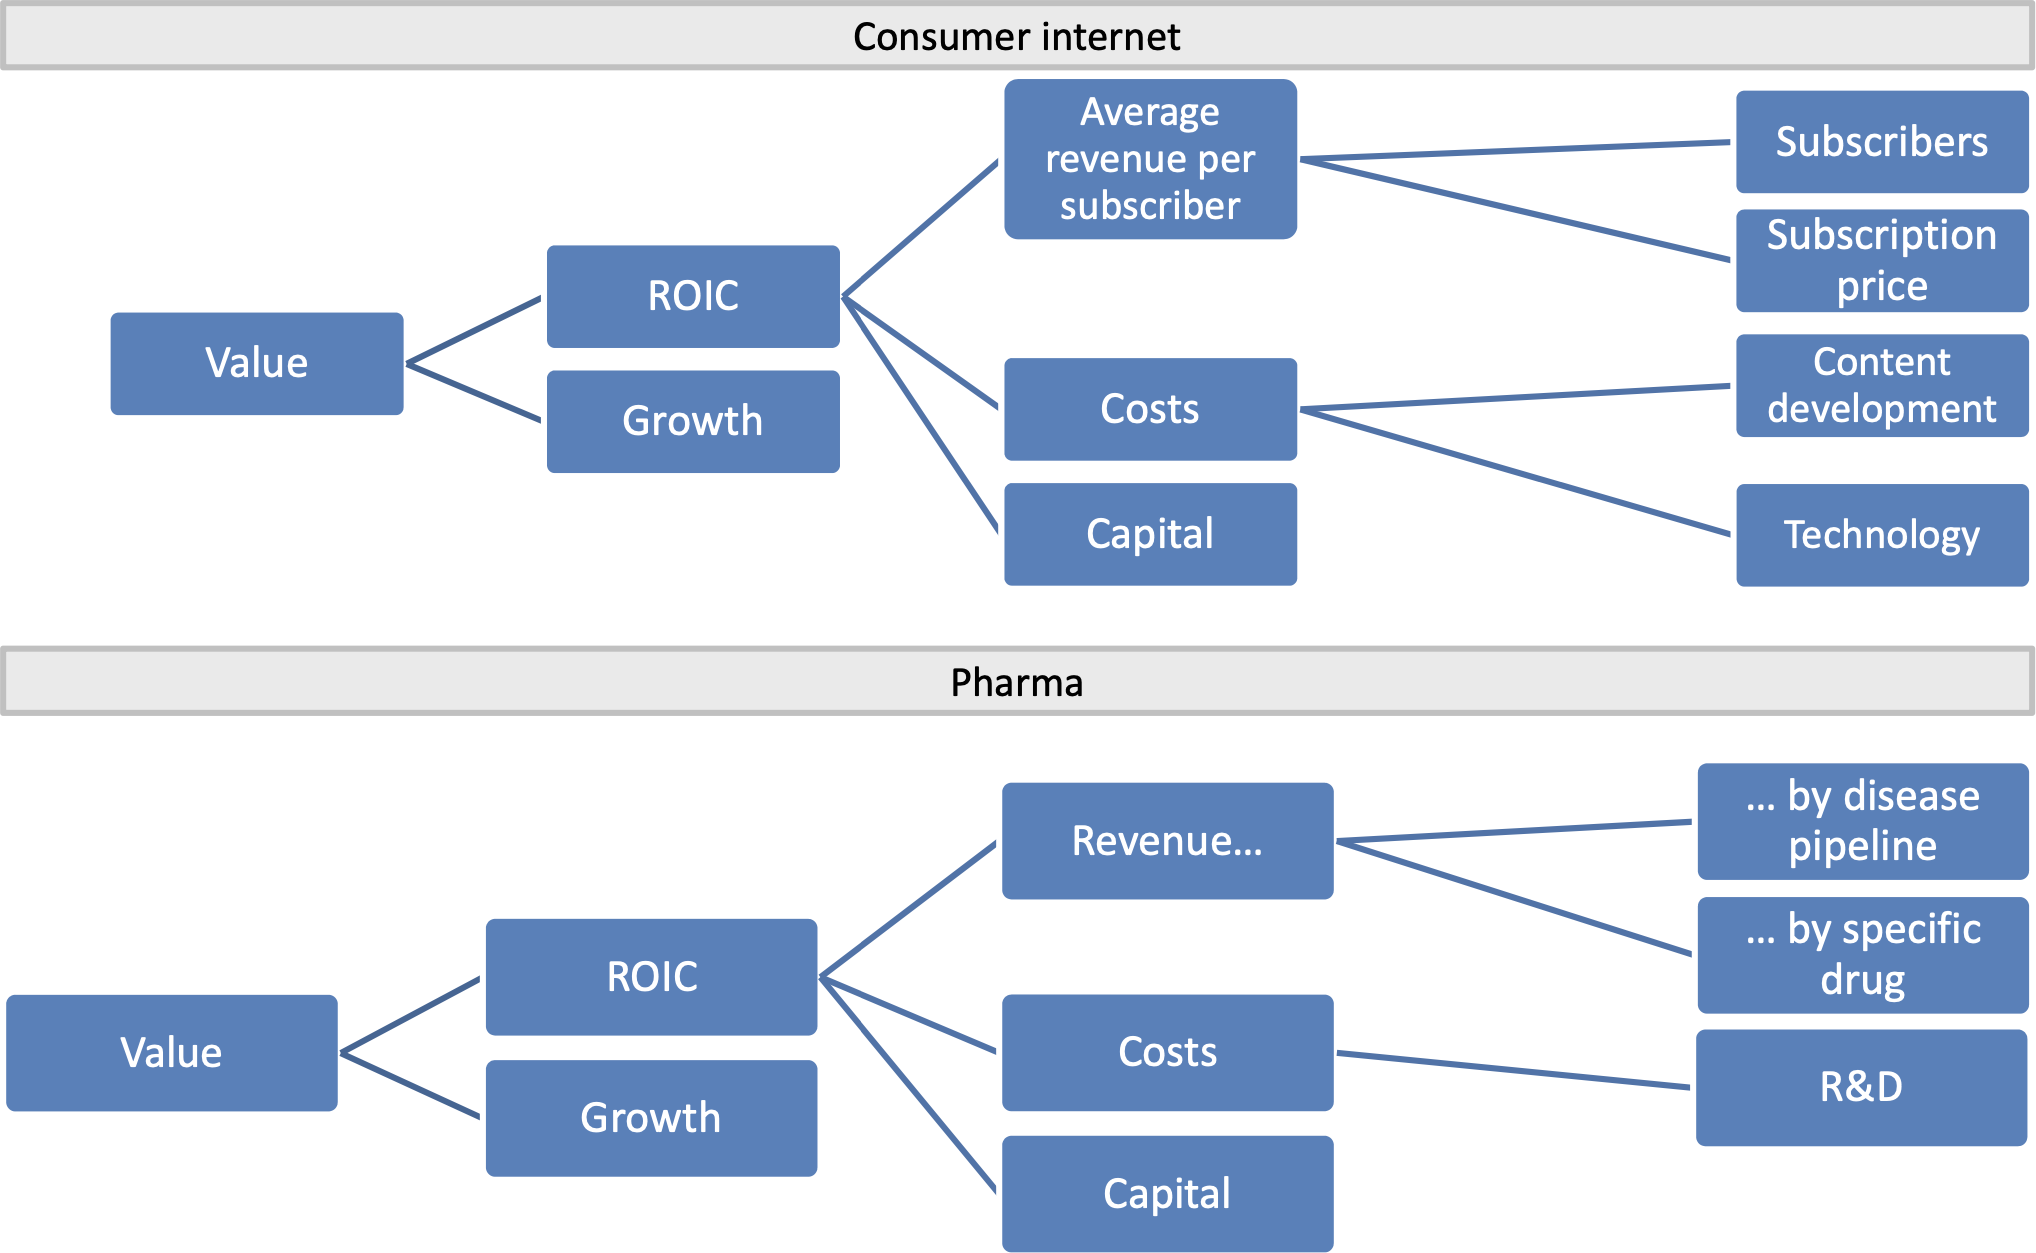 Consumer internet
Average
revenue per
subscriber
Subscribers
Subscription
price
ROIC
Value
Growth
Costs
Content
development
Capital
Technology
Pharma
Revenue...
... by disease
pipeline
... by specific
drug
ROIC
Value
Growth
Costs
R&D
Capital